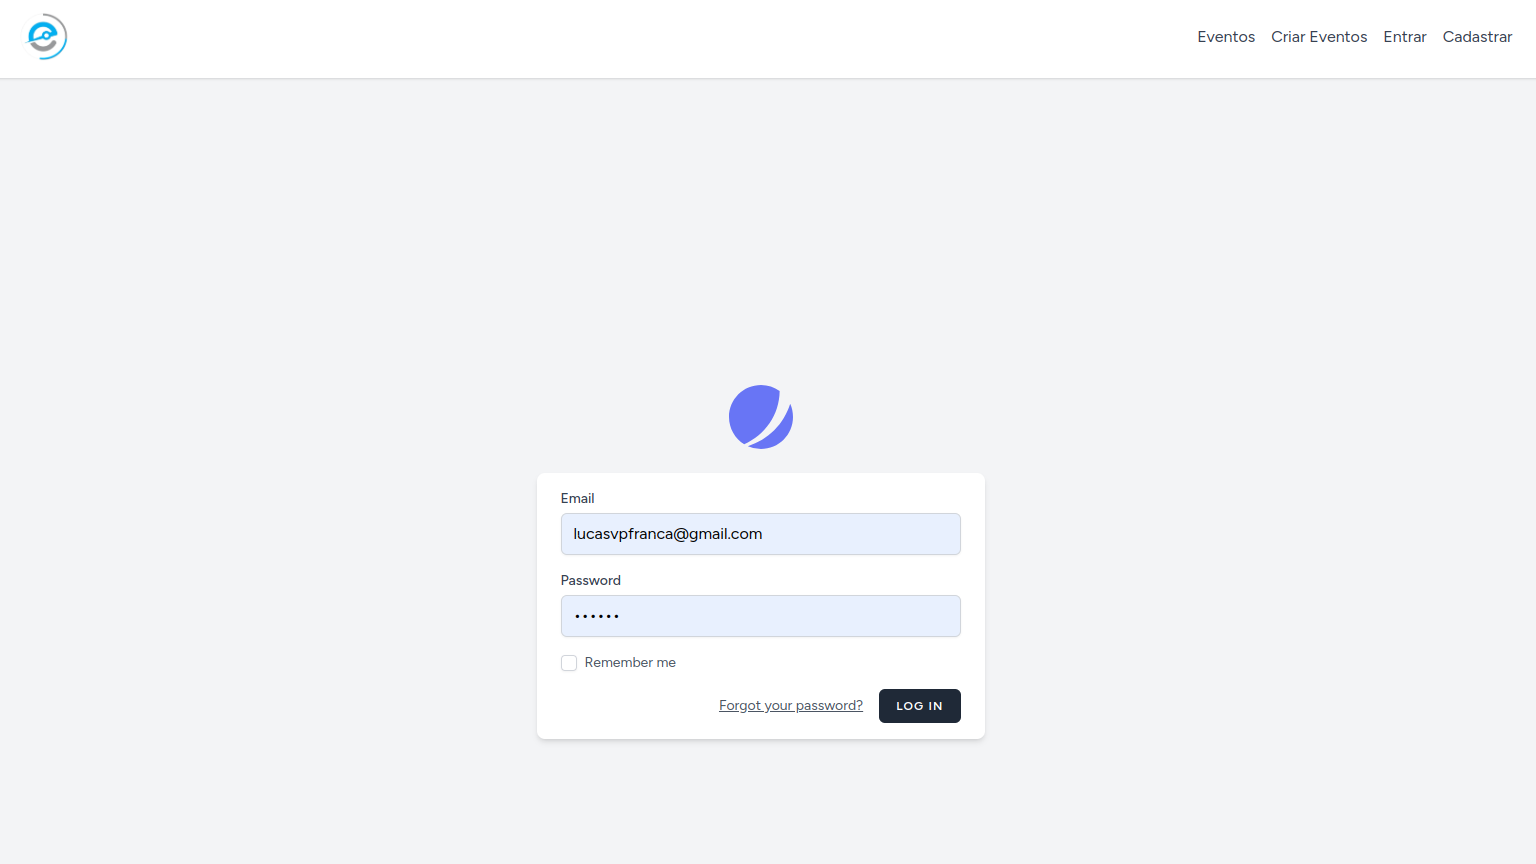 Eventos Criar Eventos Entrar Cadastrar
Email
lucasvpfranca@gmail.com
Password
••••••
Remember me
Forgot your password? LOG IN